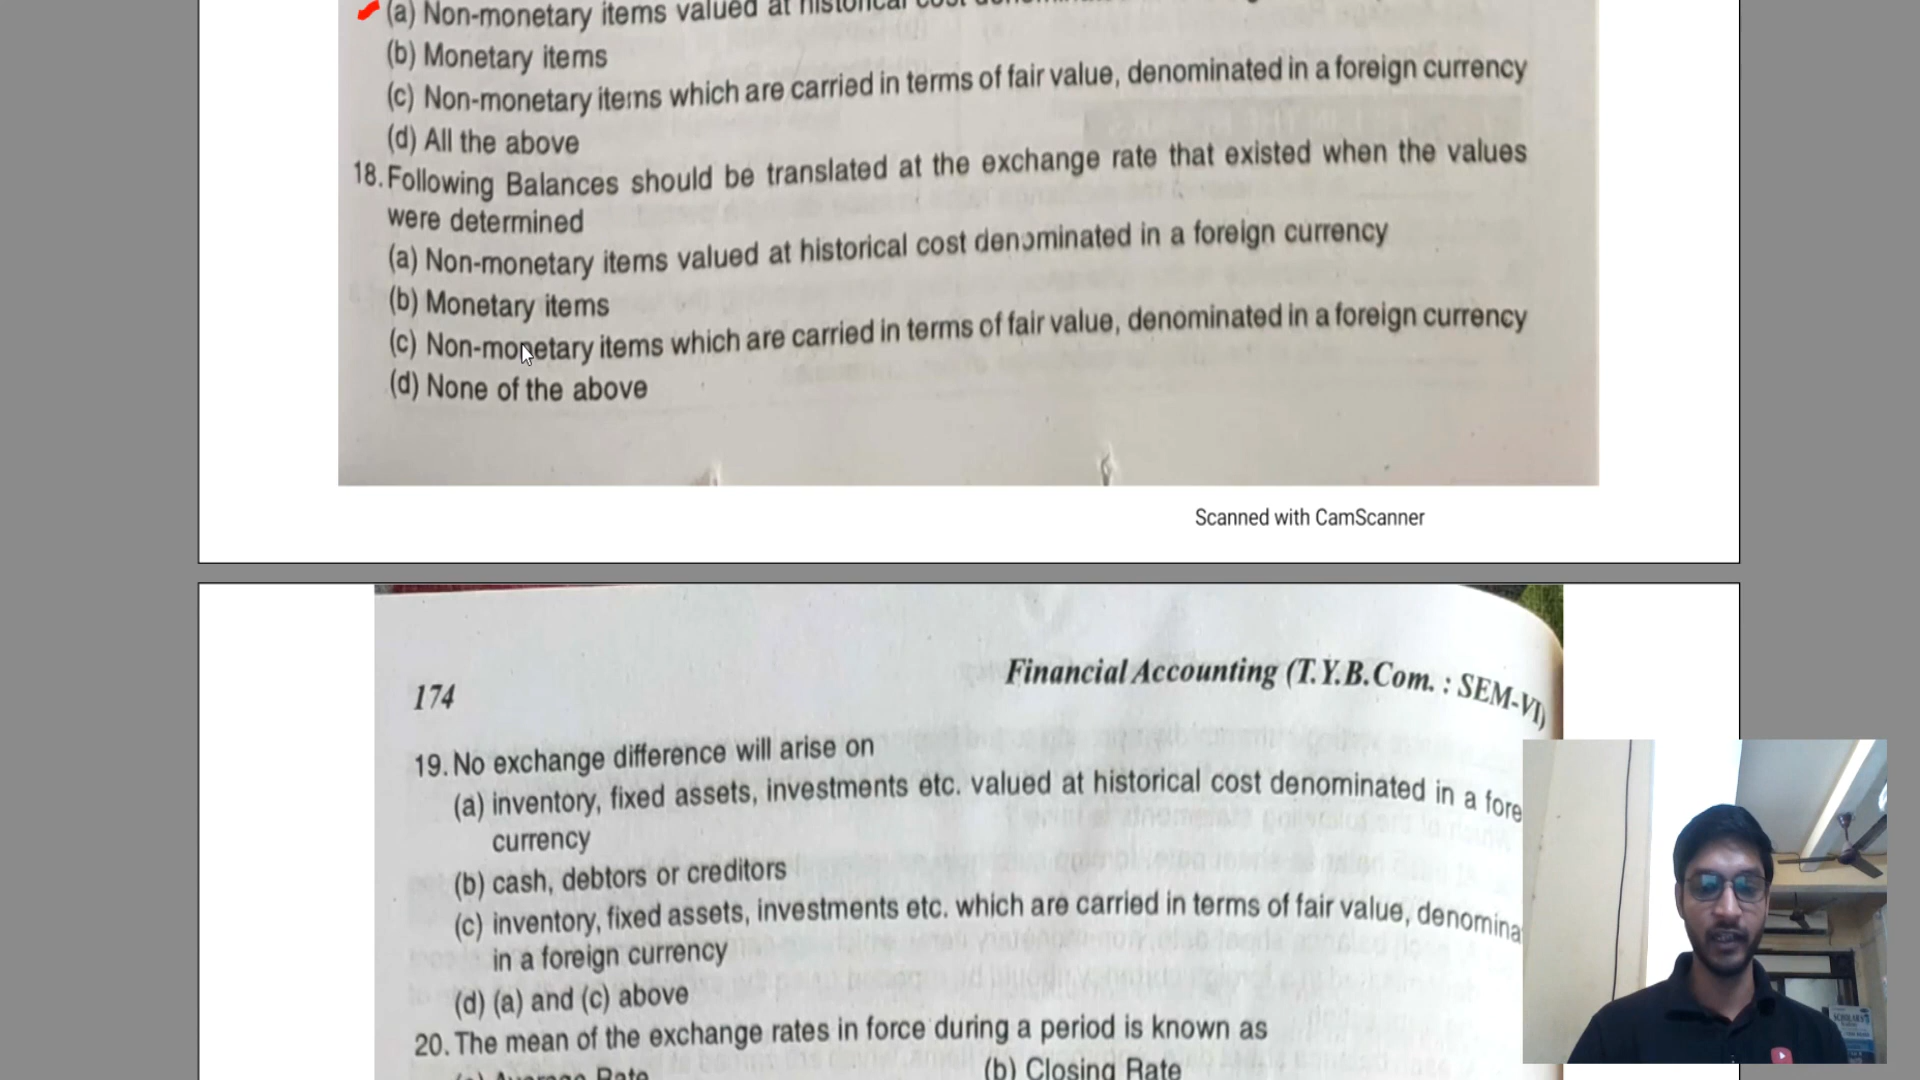 (a) Non-monetary items valued at historical cost
(b) Monetary items
(c) Non-monetary items which are carried in terms of fair value, denominated in a foreign currency
(d) All the above
18. Following Balances should be translated at the exchange rate that existed when the values
were determined
(a) Non-monetary items valued at historical cost denominated in a foreign currency
(b) Monetary items
(c) Non-monetary items which are carried in terms of fair value, denominated in a foreign currency
(d) None of the above
Scanned with CamScanner
174
Financial Accounting (T.Y.B.Com. : SEM-VI)
19. No exchange difference will arise on
(a) inventory, fixed assets, investments etc. valued at historical cost denominated in a fore
currency
(b) cash, debtors or creditors
(c) inventory, fixed assets, investments etc. which are carried in terms of fair value, denomina
in a foreign currency
(d) (a) and (c) above
20. The mean of the exchange rates in force during a period is known as
(a) Average Rate
(b) Closing Rate